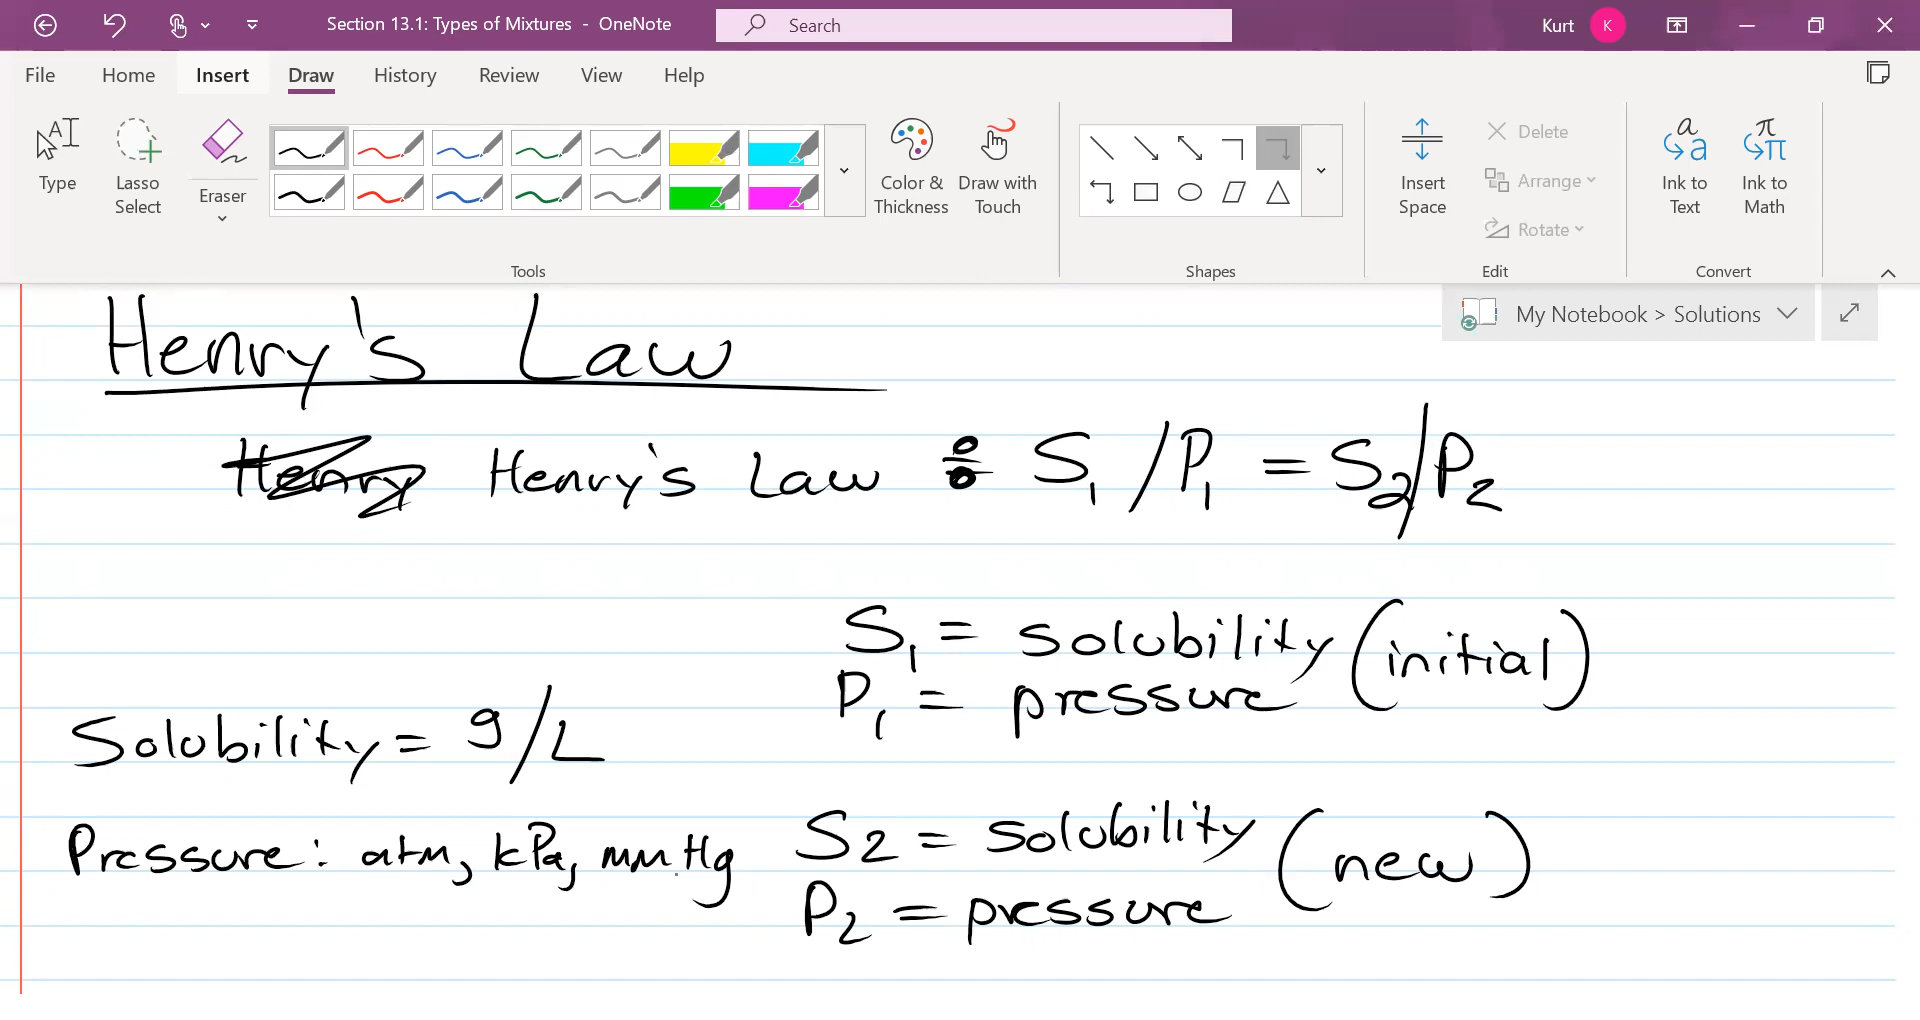 Section 13.1: Types of Mixtures - OneNote
Search
Kurt K
File Home Insert Draw History Review View Help
Type
Lasso Select
Eraser
Color & Thickness
Draw with Touch
Insert Space
Delete
Arrange
Rotate
Ink to Text
Ink to Math
Tools Shapes Edit Convert
My Notebook > Solutions
Henry's Law
Henry Henry's Law : S₁/P₁ = S₂/P₂
S₁ = solubility (initial)
P₁ = pressure
Solubility = g/L
Pressure: atm, kPa, mmHg
S2 = solubility (new)
P₂ = pressure